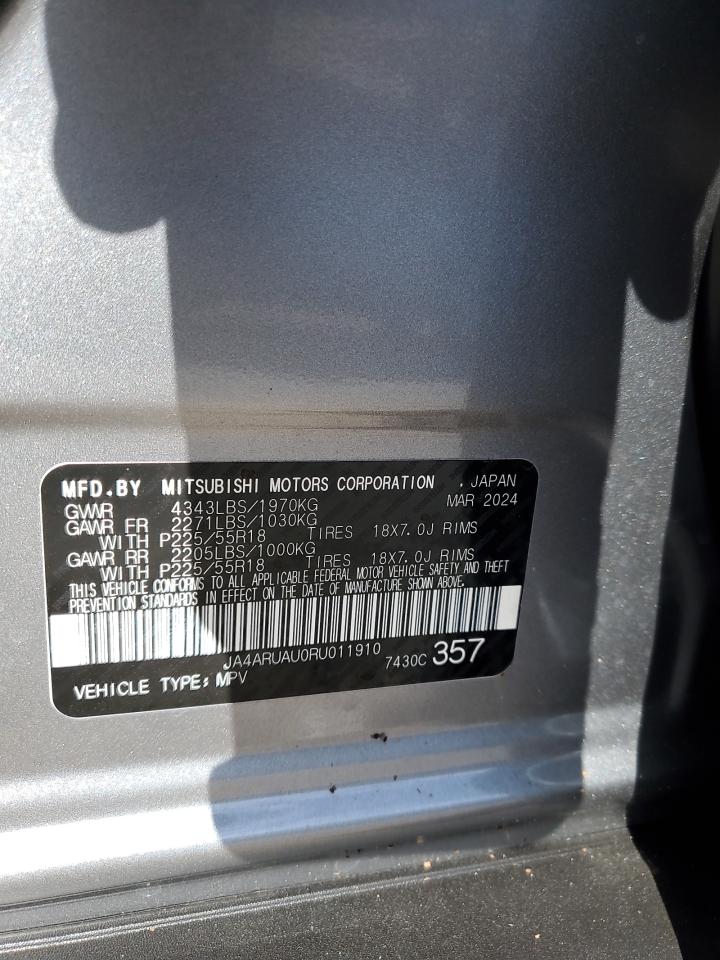 MFD.BY MITSUBISHI MOTORS CORPORATION . JAPAN
GVWR 4343LBS/1970KG MAR 2024
GAWR FR 2271LBS/1030KG
WITH P225/55R18 TIRES 18X7.0J RIMS
GAWR RR 2205LBS/1000KG
WITH P225/55R18 TIRES 18X7.0J RIMS
THIS VEHICLE CONFORMS TO ALL APPLICABLE FEDERAL MOTOR VEHICLE SAFETY AND THEFT
PREVENTION STANDARDS IN EFFECT ON THE DATE OF MANUFACTURE SHOWN ABOVE.
JA4ARUAU0RU011910 7430C 357
VEHICLE TYPE: MPV